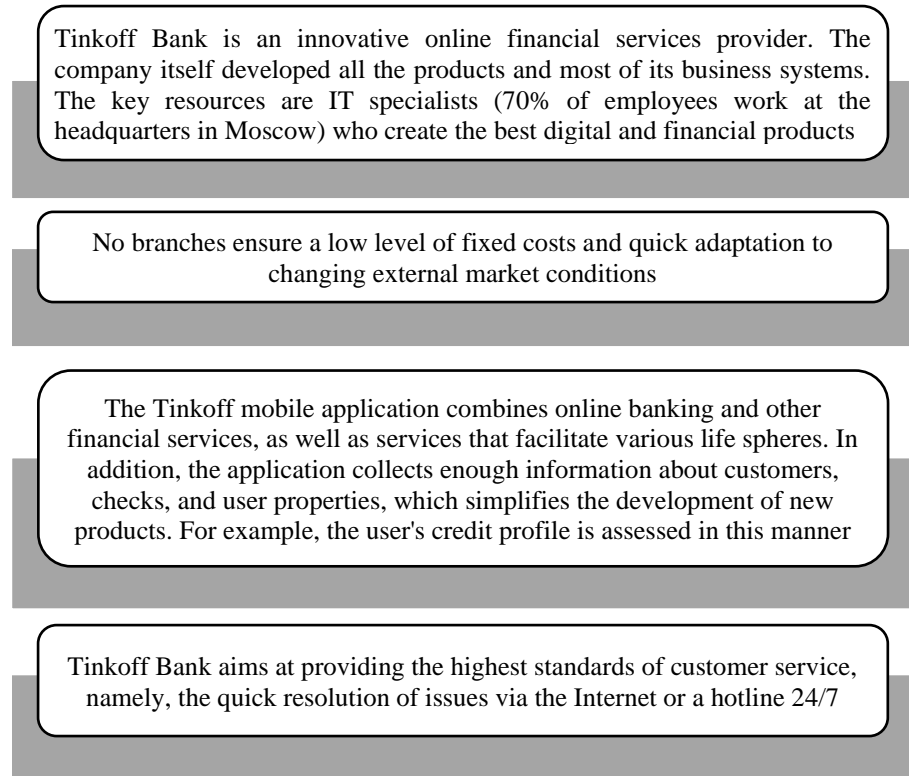 Tinkoff Bank is an innovative online financial services provider. The
company itself developed all the products and most of its business systems.
The key resources are IT specialists (70% of employees work at the
headquarters in Moscow) who create the best digital and financial products
No branches ensure a low level of fixed costs and quick adaptation to
changing external market conditions
The Tinkoff mobile application combines online banking and other
financial services, as well as services that facilitate various life spheres. In
addition, the application collects enough information about customers,
checks, and user properties, which simplifies the development of new
products. For example, the user's credit profile is assessed in this manner
Tinkoff Bank aims at providing the highest standards of customer service,
namely, the quick resolution of issues via the Internet or a hotline 24/7